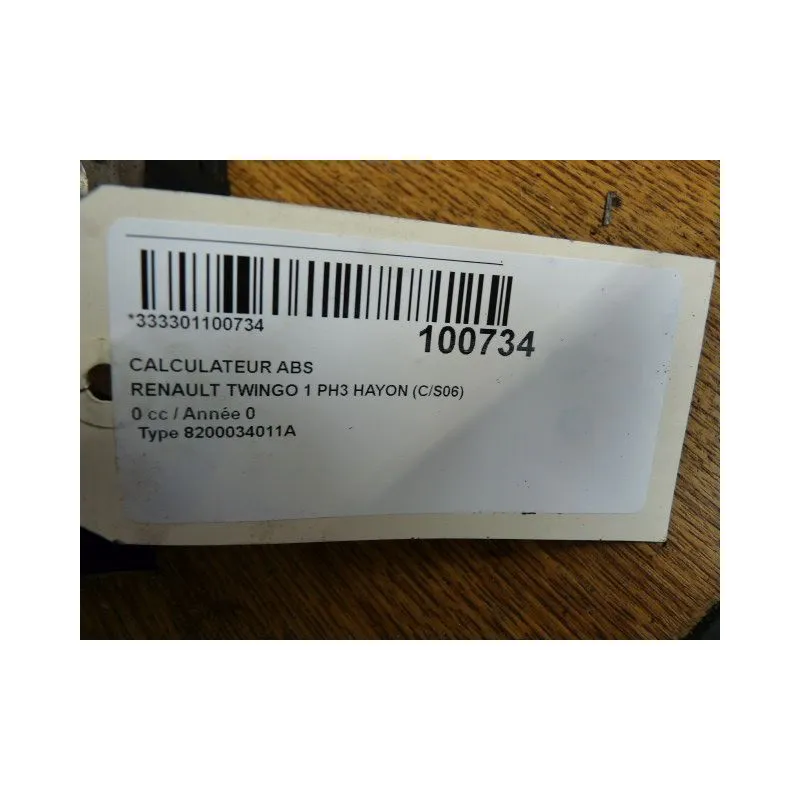 *333301100734
100734
CALCULATEUR ABS
RENAULT TWINGO 1 PH3 HAYON (C/S06)
0 cc / Année 0
Type 8200034011A